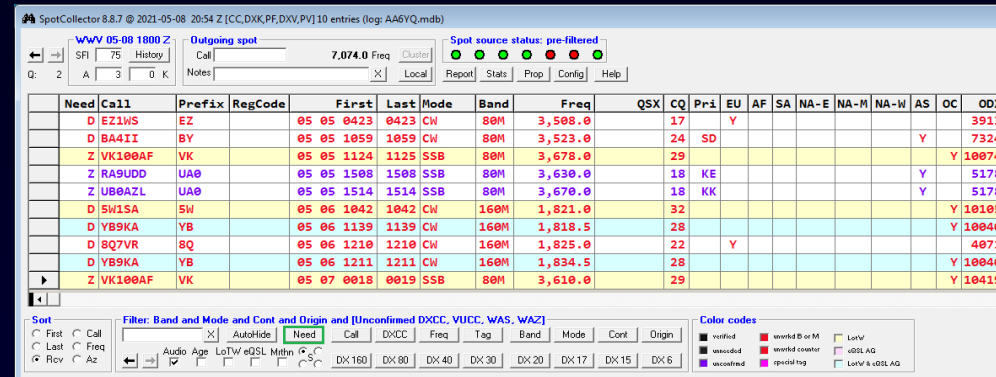 SpotCollector 8.8.7 @ 2021-05-08 20:54 Z [CC,DXK,PF,DXV,PV] 10 entries (log: AA6YQ.mdb)
WWV 05-08 1800 Z Outgoing spot Spot source status: pre-filtered
SFI 75 History Call 7,074.0 Freq Cluster
Q: 2 A 3 0 K Notes X Local Report Stats Prop Config Help
Need Call Prefix RegCode First Last Mode Band Freq QSX CQ Pri EU AF SA NA-E NA-M NA-W AS OC
D EZ1WS EZ 05 05 0423 0423 CW 80M 3,508.0 17 Y 3913
D BA4II BY 05 05 1059 1059 CW 80M 3,523.0 24 SD Y 7324
Z VK100AF VK 05 05 1124 1125 SSB 80M 3,678.0 29 Y 10074
Z RA9UDD UA0 05 05 1508 1508 SSB 80M 3,630.0 18 KE Y 5178
Z UB0AZL UA0 05 05 1514 1514 SSB 80M 3,670.0 18 KK Y 5178
D 5W1SA 5W 05 06 1042 1042 CW 160M 1,821.0 32 Y 10105
D YB9KA YB 05 06 1139 1139 CW 160M 1,818.5 28 Y 10046
D 8Q7VR 8Q 05 06 1210 1210 CW 160M 1,825.0 22 Y 4071
D YB9KA YB 05 06 1211 1211 CW 160M 1,834.5 28 Y 10046
Z VK100AF VK 05 07 0018 0019 SSB 80M 3,610.0 29 Y 10419
Sort Filter: Band and Mode and Cont and Origin and [Unconfirmed DXCC, VUCC, WAS, WAZ] Color codes
First Call X AutoHide Need Call DXCC Freq Tag Band Mode Cont Origin verified unwrkd B or M LotW
Last Freq Audio Age LoTW eQSL Mrthn S unneeded unwrkd counter eQSL AG
Rcv Az DX 160 DX 80 DX 40 DX 30 DX 20 DX 17 DX 15 DX 6 unconfrmd special tag LotW & eQSL AG